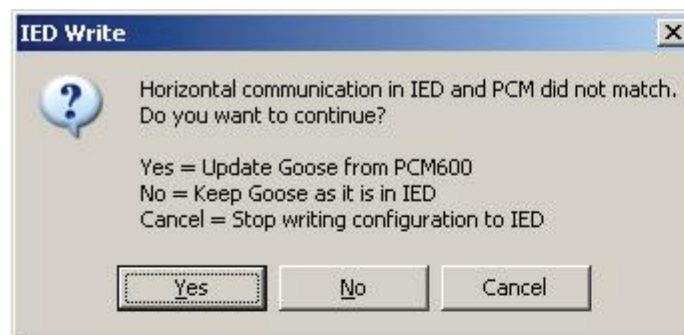 IED Write
Horizontal communication in IED and PCM did not match.
Do you want to continue?
Yes = Update Goose from PCM600
No = Keep Goose as it is in IED
Cancel = Stop writing configuration to IED
Yes No Cancel